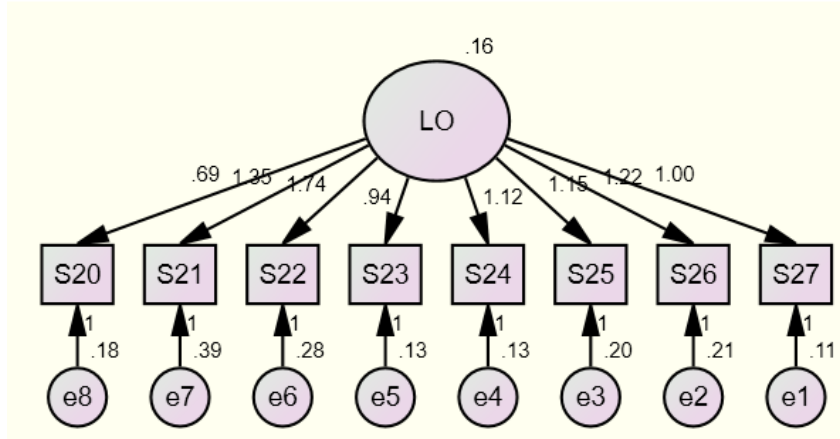 .16
LO
.69 1.35 1.74 .94 1.12 1.15 1.22 1.00
S20 S21 S22 S23 S24 S25 S26 S27
1 1 1 1 1 1 1 1
.18 .39 .28 .13 .13 .20 .21 .11
e8 e7 e6 e5 e4 e3 e2 e1